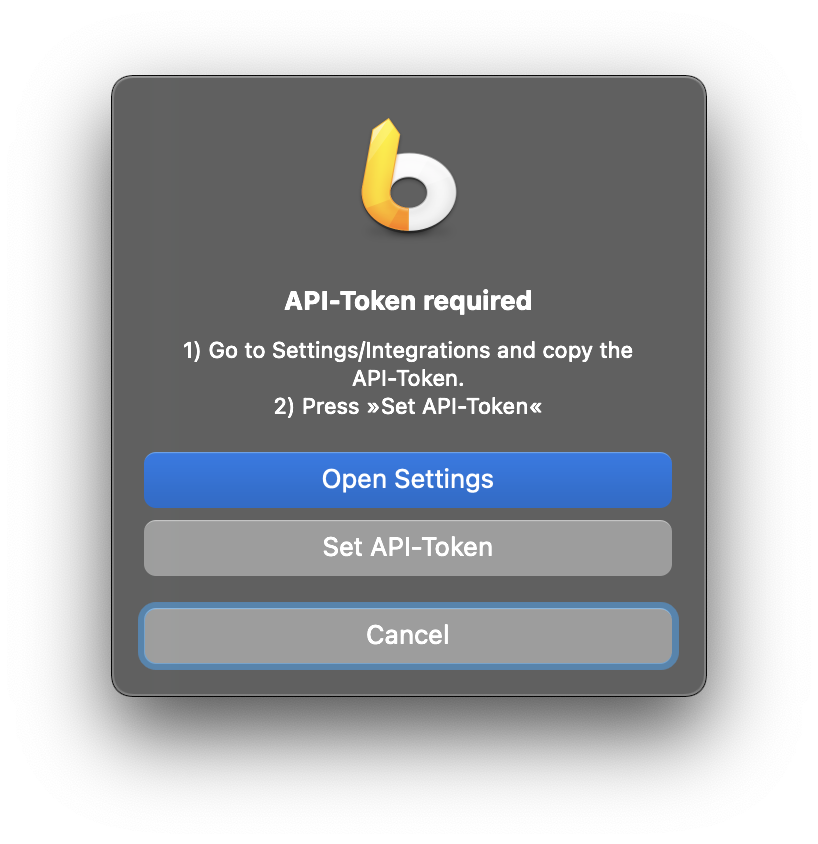 API-Token required
1) Go to Settings/Integrations and copy the
API-Token.
2) Press »Set API-Token«
Open Settings
Set API-Token
Cancel